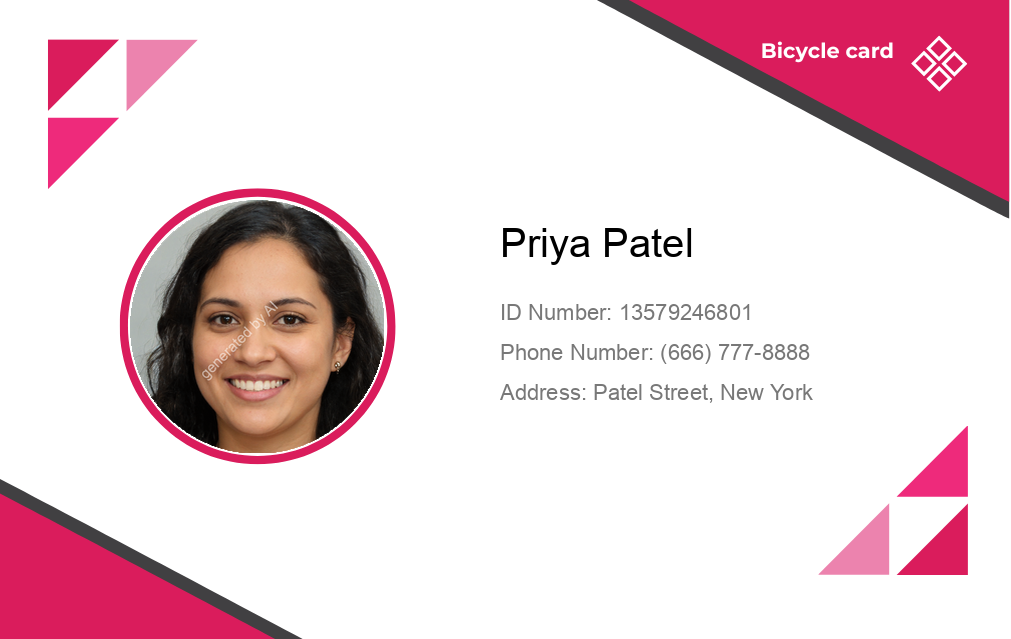 Bicycle card
Priya Patel
generated by AI
ID Number: 13579246801
Phone Number: (666) 777-8888
Address: Patel Street, New York